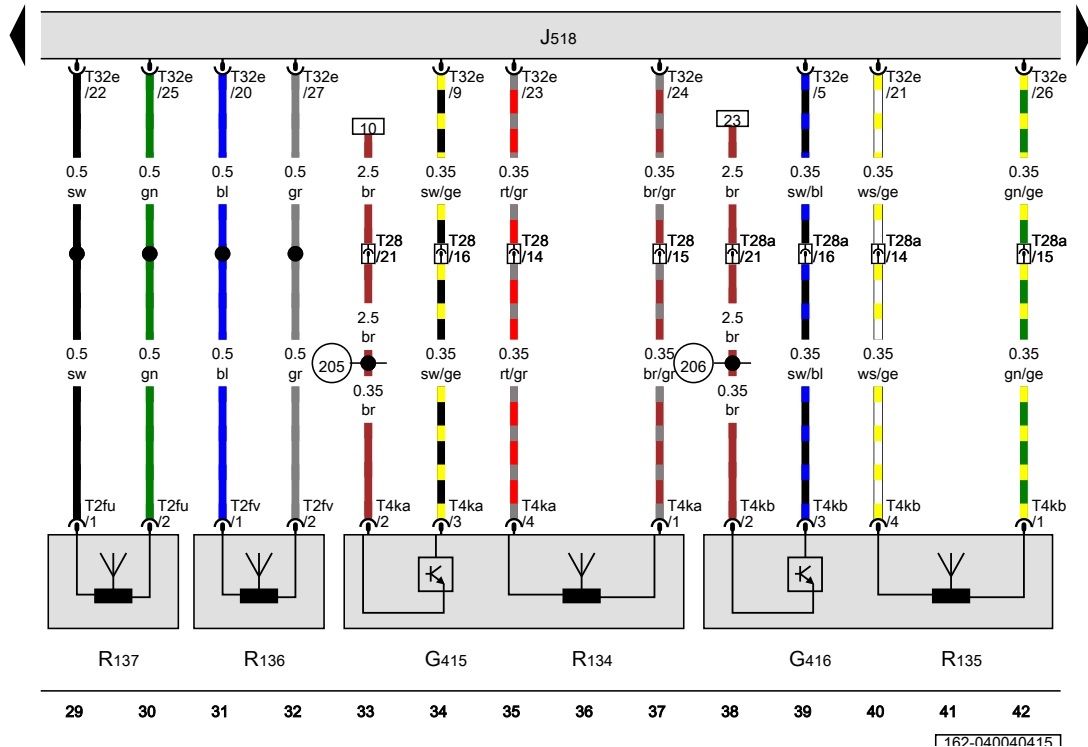 J518
T32e T32e T32e T32e T32e T32e T32e T32e T32e T32e
/22 /25 /20 /27 /9 /23 /24 /5 /21 /26
10 23
0.5 0.5 0.5 0.5 2.5 0.35 0.35 0.35 2.5 0.35 0.35 0.35
sw gn bl gr br sw/ge rt/gr br/gr br sw/bl ws/ge gn/ge
T28 T28 T28 T28 T28a T28a T28a T28a
/21 /16 /14 /15 /21 /16 /14 /15
2.5 2.5
br br
0.5 0.5 0.5 0.5 205 0.35 0.35 0.35 206 0.35 0.35 0.35
sw gn bl gr sw/ge rt/gr br/gr sw/bl ws/ge gn/ge
0.35 0.35
br br
T2fu T2fu T2fv T2fv T4ka T4ka T4ka T4ka T4kb T4kb T4kb T4kb
/1 /2 /1 /2 /2 /3 /4 /1 /2 /3 /4 /1
R137 R136 G415 R134 G416 R135
29 30 31 32 33 34 35 36 37 38 39 40 41 42
162-040040415